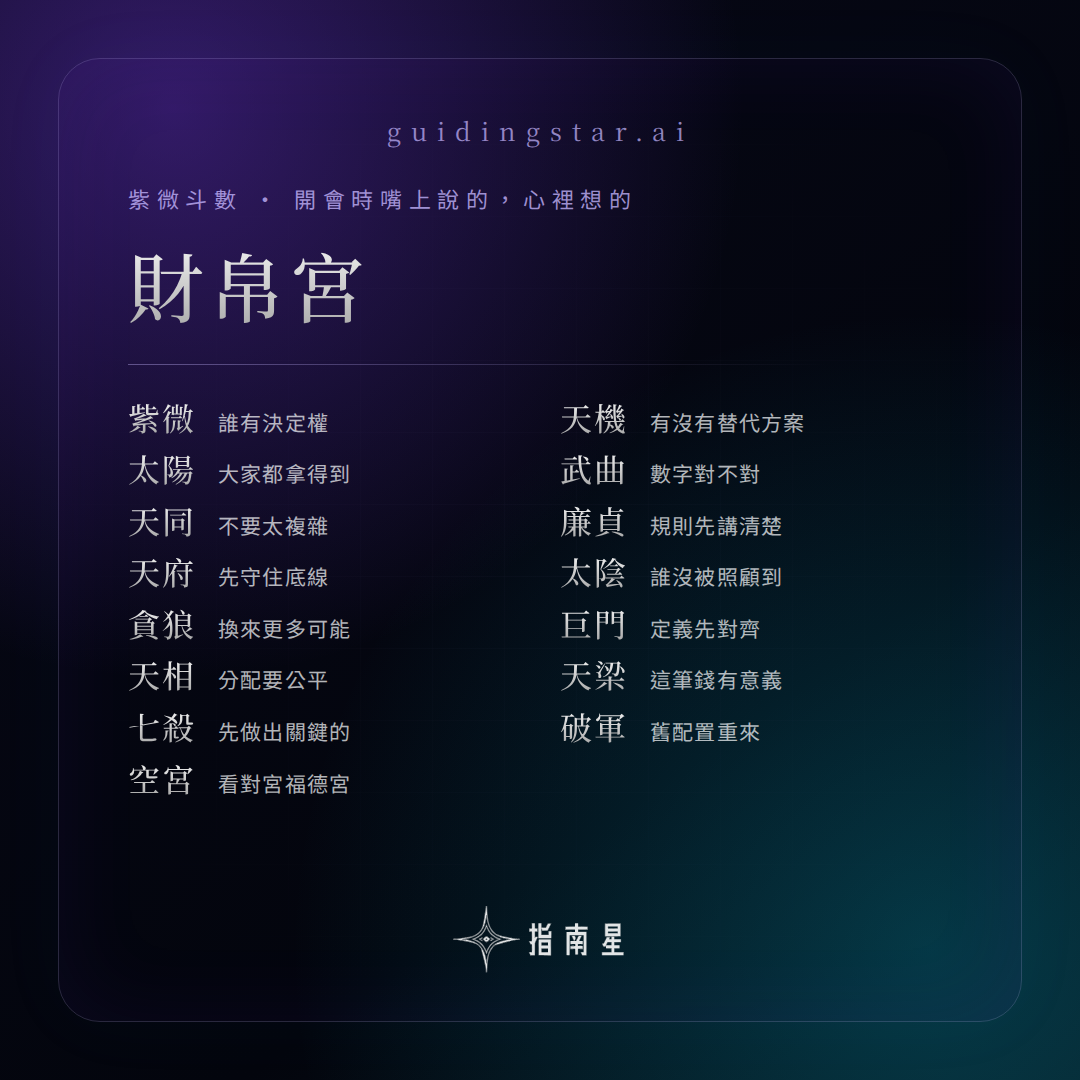 guidingstar.ai
紫微斗數 · 開會時嘴上說的，心裡想的
財帛宮
紫微 誰有決定權
天機 有沒有替代方案
太陽 大家都拿得到
武曲 數字對不對
天同 不要太複雜
廉貞 規則先講清楚
天府 先守住底線
太陰 誰沒被照顧到
貪狼 換來更多可能
巨門 定義先對齊
天相 分配要公平
天梁 這筆錢有意義
七殺 先做出關鍵的
破軍 舊配置重來
空宮 看對宮福德宮
指南星